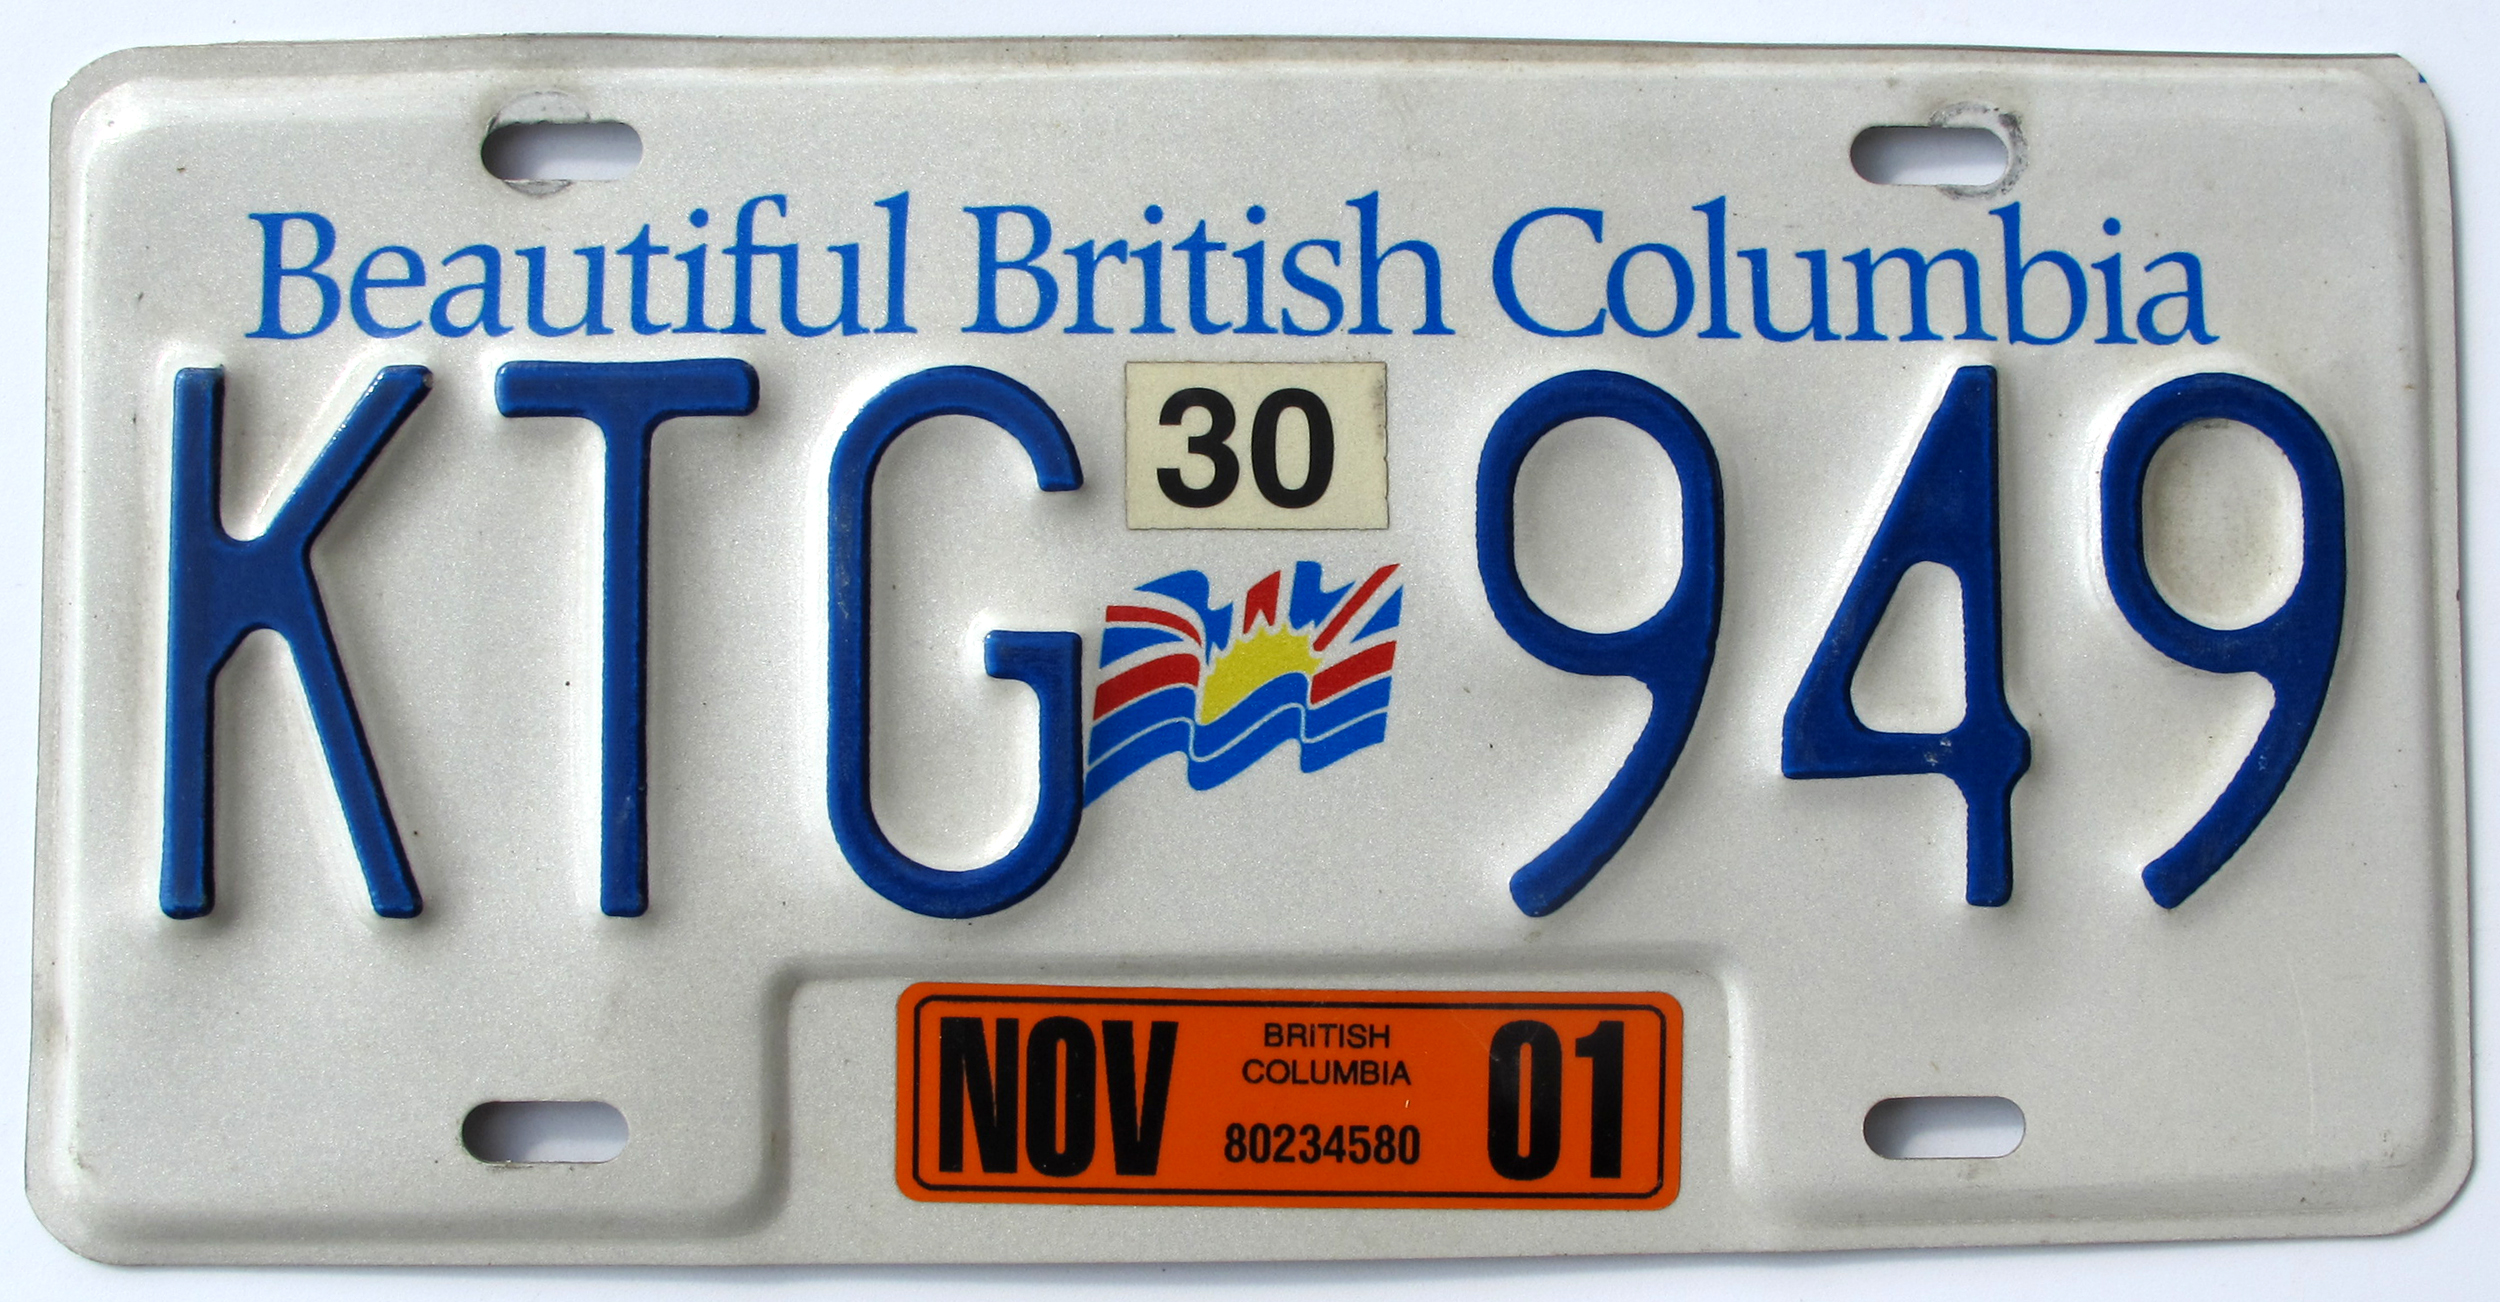 Beautiful British Columbia
KTG 30 949
NOV BRITISH COLUMBIA 80234580 01